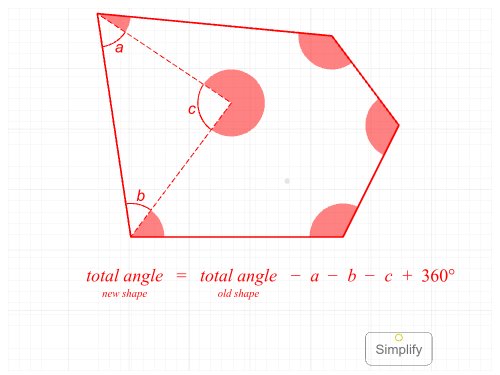 a
c
b
total angle = total angle − a − b − c + 360°
new shape old shape
Simplify